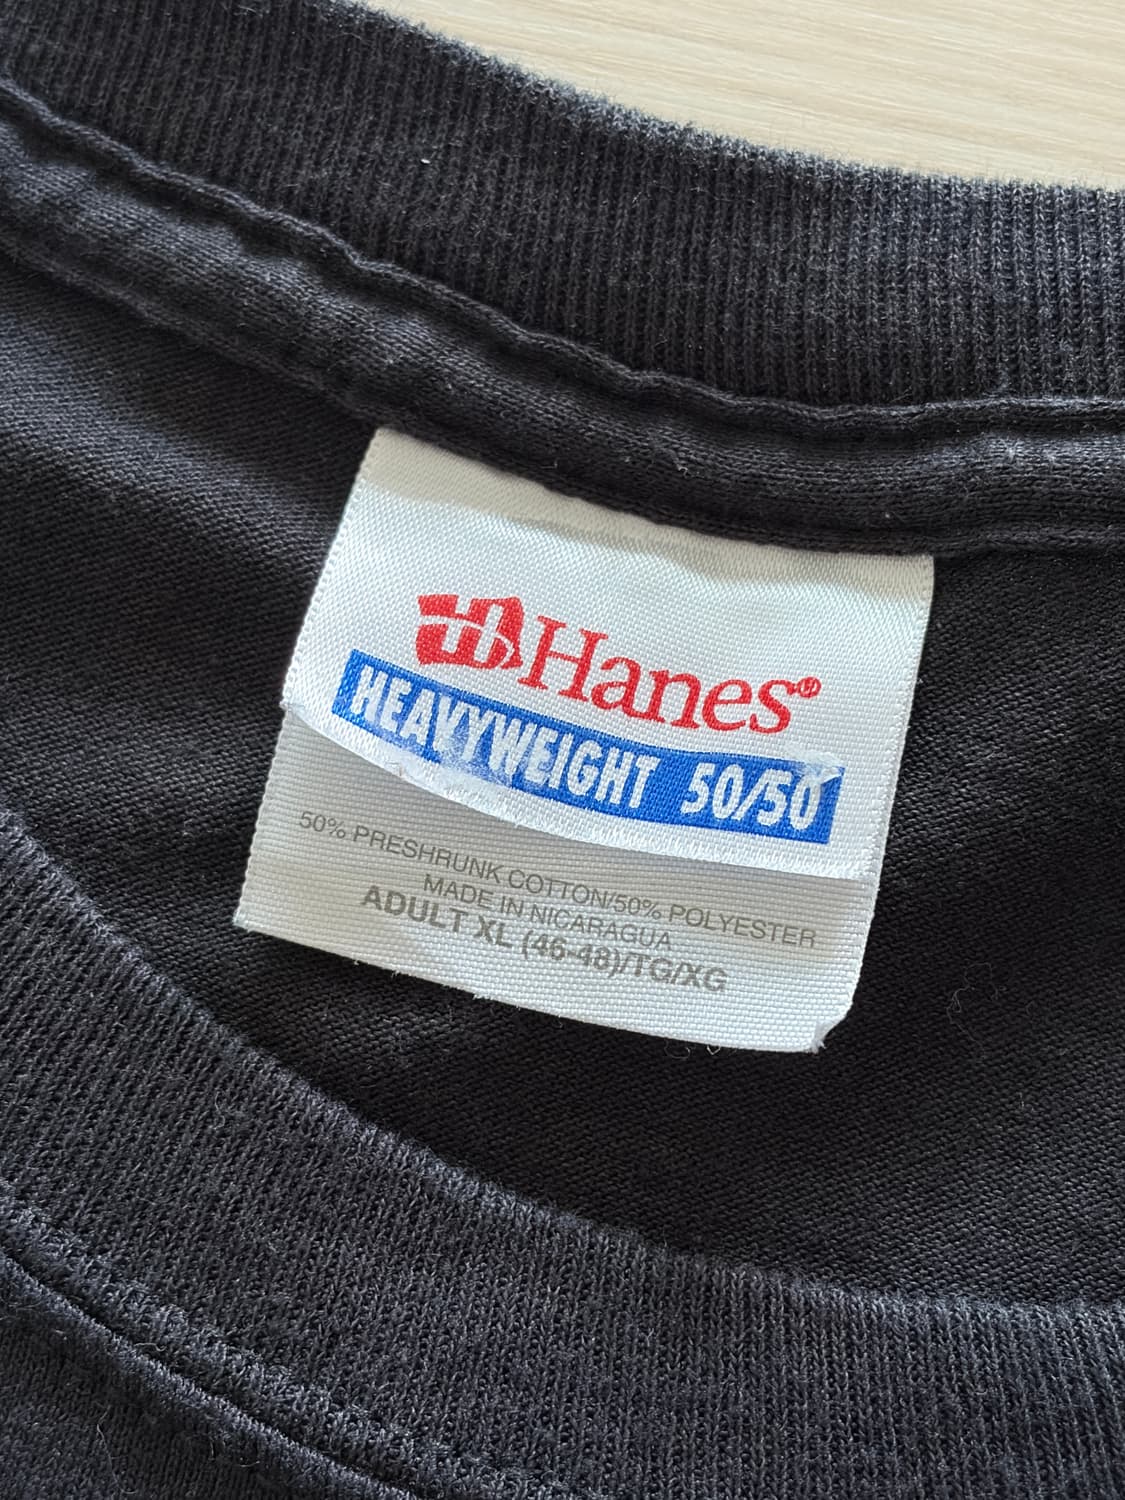 Hanes®
HEAVYWEIGHT 50/50
50% PRESHRUNK COTTON/50% POLYESTER
MADE IN NICARAGUA
ADULT XL (46-48)/TG/XG